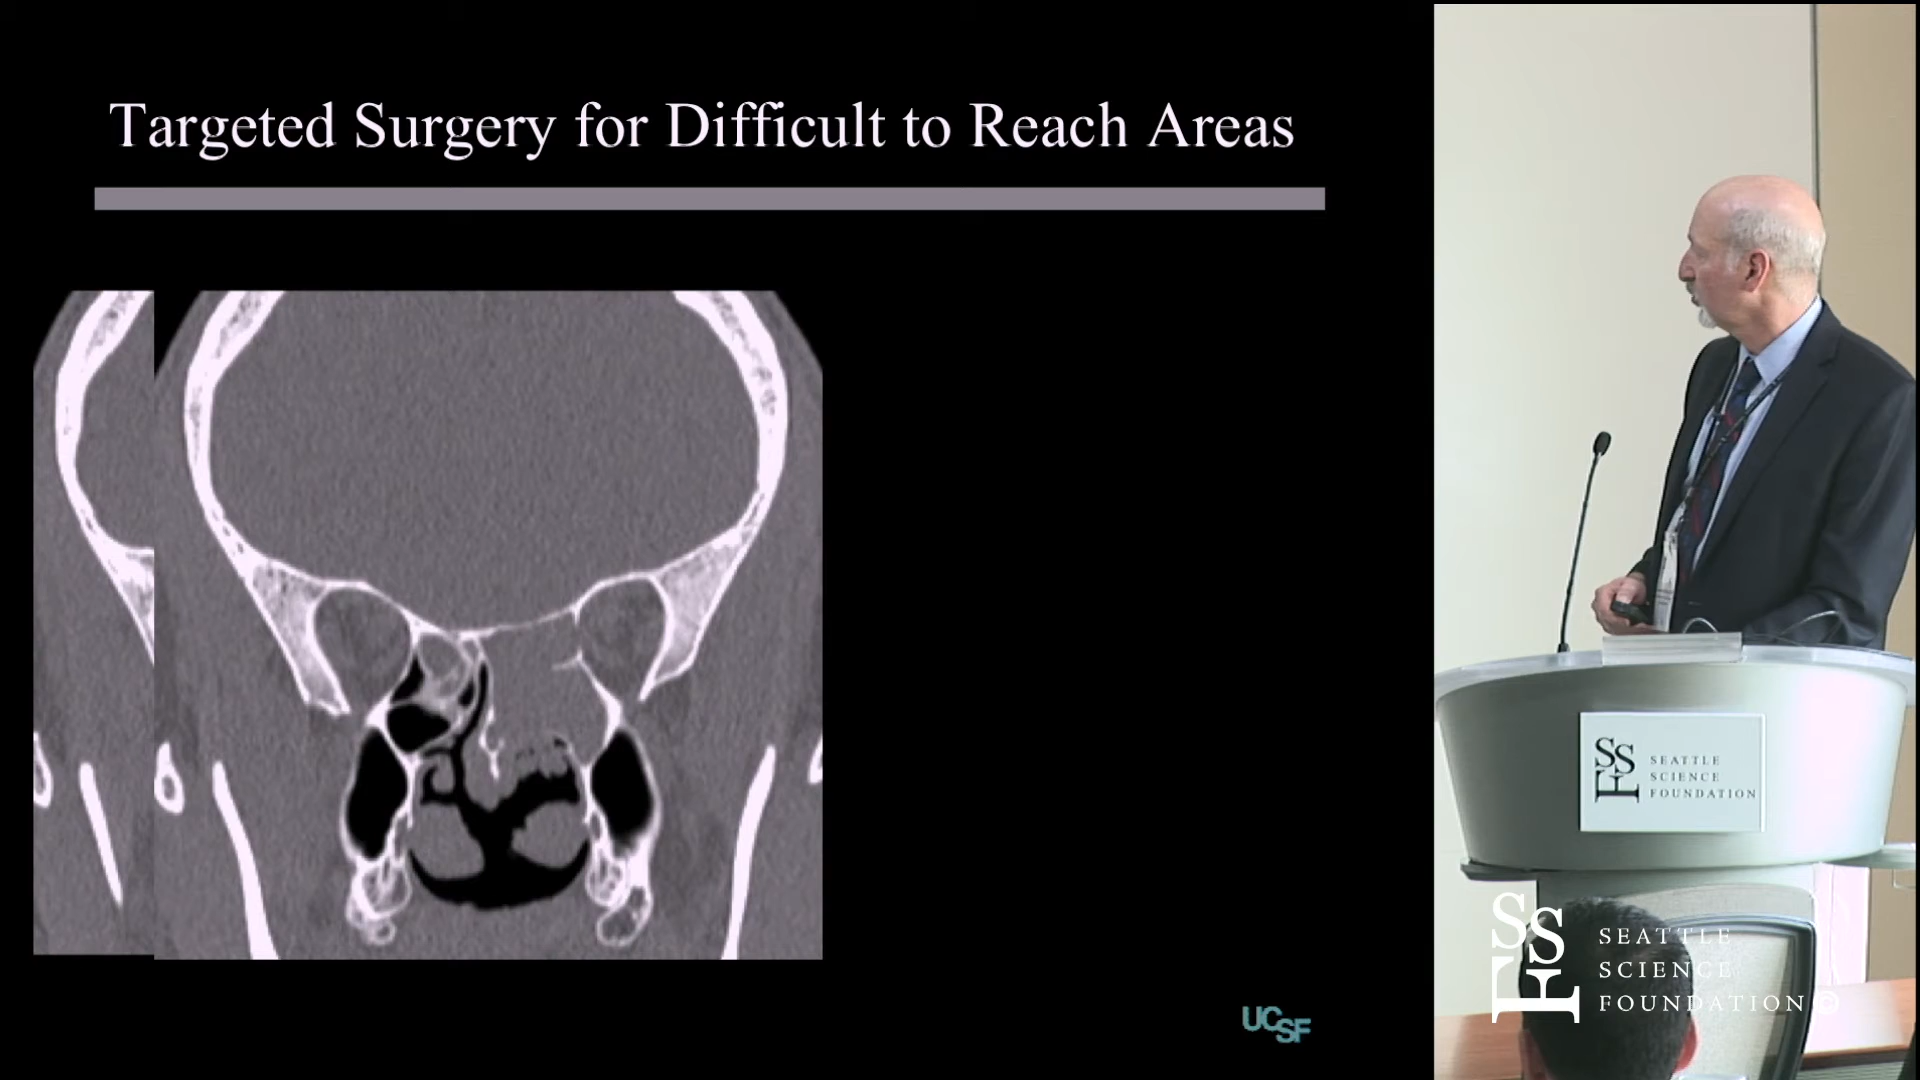 Targeted Surgery for Difficult to Reach Areas
UCSF
SSF
SEATTLE
SCIENCE
FOUNDATION
SSF
SEATTLE
SCIENCE
FOUNDATION ©